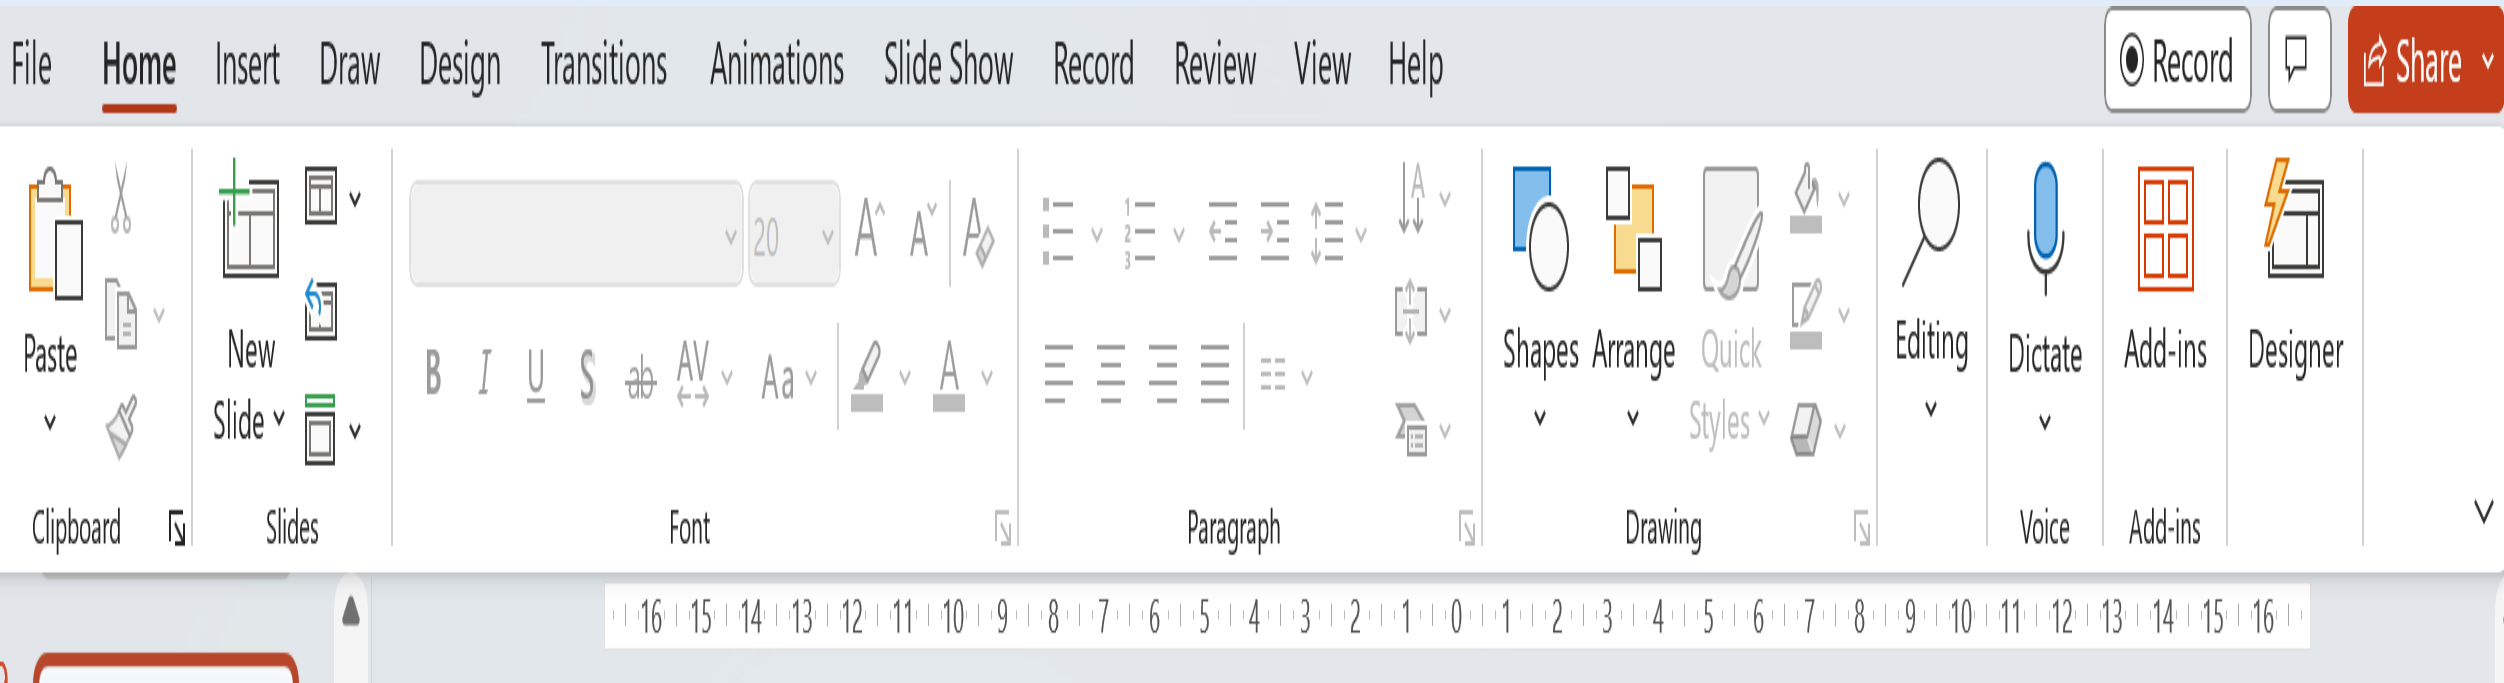 File Home Insert Draw Design Transitions Animations Slide Show Record Review View Help Record Share
20
B I U S ab AV Aa A
Paste New Slide Shapes Arrange Quick Styles Editing Dictate Add-ins Designer
Clipboard Slides Font Paragraph Drawing Voice Add-ins
16 15 14 13 12 11 10 9 8 7 6 5 4 3 2 1 0 1 2 3 4 5 6 7 8 9 10 11 12 13 14 15 16